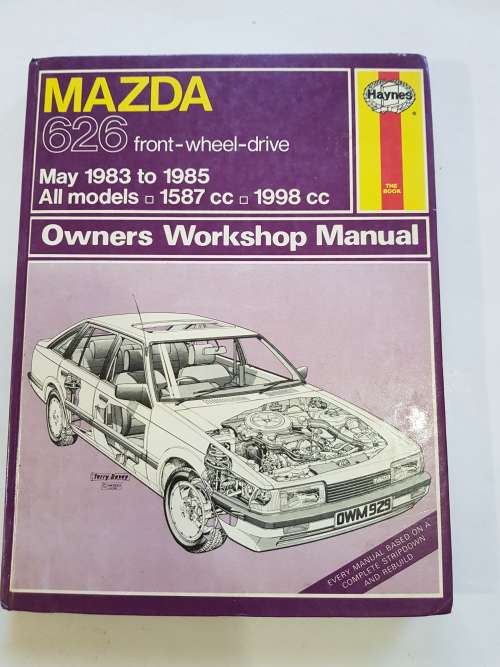 MAZDA
626 front-wheel-drive
May 1983 to 1985
All models □ 1587 cc □ 1998 cc
Haynes
®
THE
BOOK
Owners Workshop Manual
Terry Davey
mazda
OWM 929
EVERY MANUAL BASED ON A
COMPLETE STRIPDOWN
AND REBUILD